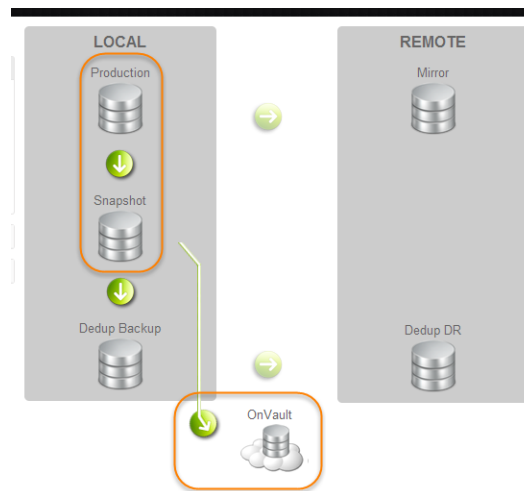 LOCAL
REMOTE
Production
Mirror
Snapshot
Dedup Backup
Dedup DR
OnVault